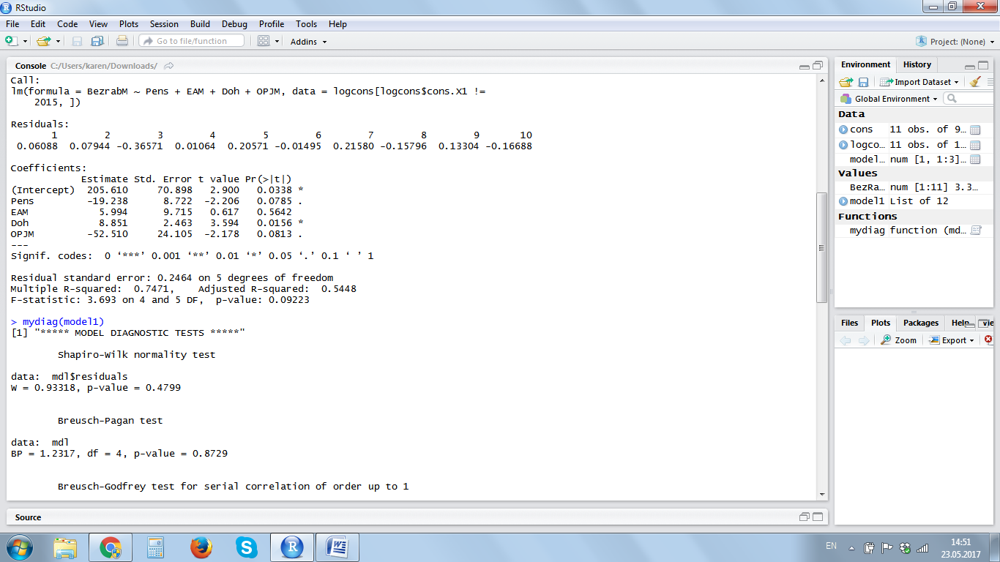 RStudio
File Edit Code View Plots Session Build Debug Profile Tools Help
Go to file/function Addins Project: (None)
Console C:/Users/karen/Downloads/
Call:
lm(formula = BezrabM ~ Pens + EAM + Doh + OPJM, data = logcons[logcons$cons.X1 !=
    2015, ])
Residuals:
       1        2        3        4        5        6        7        8        9       10
 0.06088  0.07944 -0.36571  0.01064  0.20571 -0.01495  0.21580 -0.15796  0.13304 -0.16688
Coefficients:
            Estimate Std. Error t value Pr(>|t|)
(Intercept)  205.610     70.898   2.900   0.0338 *
Pens         -19.238      8.722  -2.206   0.0785 .
EAM            5.994      9.715   0.617   0.5642
Doh            8.851      2.463   3.594   0.0156 *
OPJM         -52.510     24.105  -2.178   0.0813 .
---
Signif. codes:  0 ‘***’ 0.001 ‘**’ 0.01 ‘*’ 0.05 ‘.’ 0.1 ‘ ’ 1
Residual standard error: 0.2464 on 5 degrees of freedom
Multiple R-squared:  0.7471,    Adjusted R-squared:  0.5448
F-statistic: 3.693 on 4 and 5 DF,  p-value: 0.09223
> mydiag(model1)
[1] "***** MODEL DIAGNOSTIC TESTS *****"
        Shapiro-Wilk normality test
data:  mdl$residuals
W = 0.93318, p-value = 0.4799
        Breusch-Pagan test
data:  mdl
BP = 1.2317, df = 4, p-value = 0.8729
        Breusch-Godfrey test for serial correlation of order up to 1
Source
Environment History
Import Dataset
Global Environment
Data
cons 11 obs. of 9…
logco… 11 obs. of 1…
model… num [1, 1:3]…
Values
BezRa… num [1:11] 3.3…
model1 List of 12
Functions
mydiag function (md…
Files Plots Packages Help Vie
Zoom Export
EN 14:51
23.05.2017